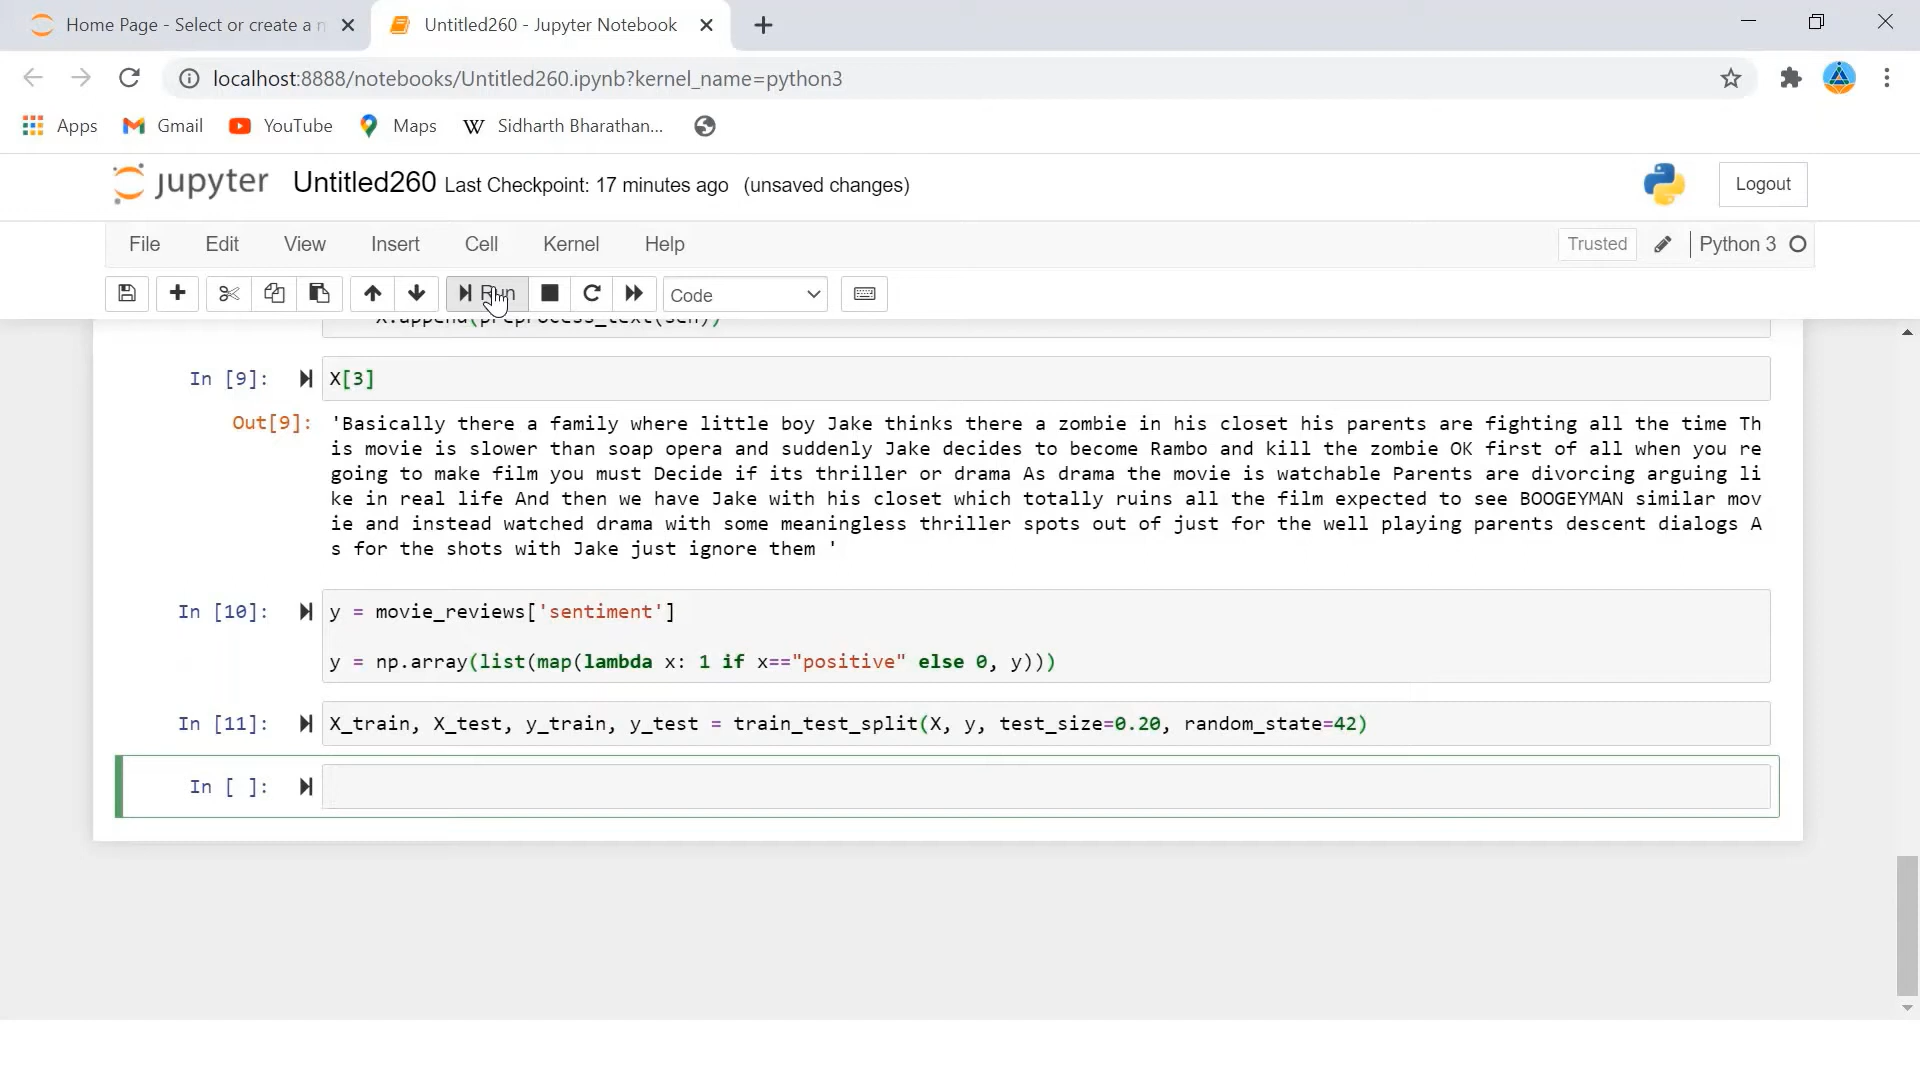 Home Page - Select or create a n
Untitled260 - Jupyter Notebook
localhost:8888/notebooks/Untitled260.ipynb?kernel_name=python3
Apps Gmail YouTube Maps W Sidharth Bharathan...
jupyter Untitled260 Last Checkpoint: 17 minutes ago (unsaved changes) Logout
File Edit View Insert Cell Kernel Help Trusted Python 3
Run Code
X.append(preprocess_text(sen))
In [9]: X[3]
Out[9]: 'Basically there a family where little boy Jake thinks there a zombie in his closet his parents are fighting all the time Th
is movie is slower than soap opera and suddenly Jake decides to become Rambo and kill the zombie OK first of all when you re
going to make film you must Decide if its thriller or drama As drama the movie is watchable Parents are divorcing arguing li
ke in real life And then we have Jake with his closet which totally ruins all the film expected to see BOOGEYMAN similar mov
ie and instead watched drama with some meaningless thriller spots out of just for the well playing parents descent dialogs A
s for the shots with Jake just ignore them '
In [10]: y = movie_reviews['sentiment']
y = np.array(list(map(lambda x: 1 if x=="positive" else 0, y)))
In [11]: X_train, X_test, y_train, y_test = train_test_split(X, y, test_size=0.20, random_state=42)
In [ ]: